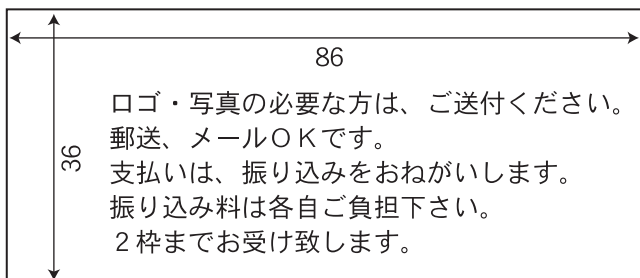 86
36
ロゴ・写真の必要な方は、ご送付ください。
郵送、メールＯＫです。
支払いは、振り込みをおねがいします。
振り込み料は各自ご負担下さい。
２枠までお受け致します。